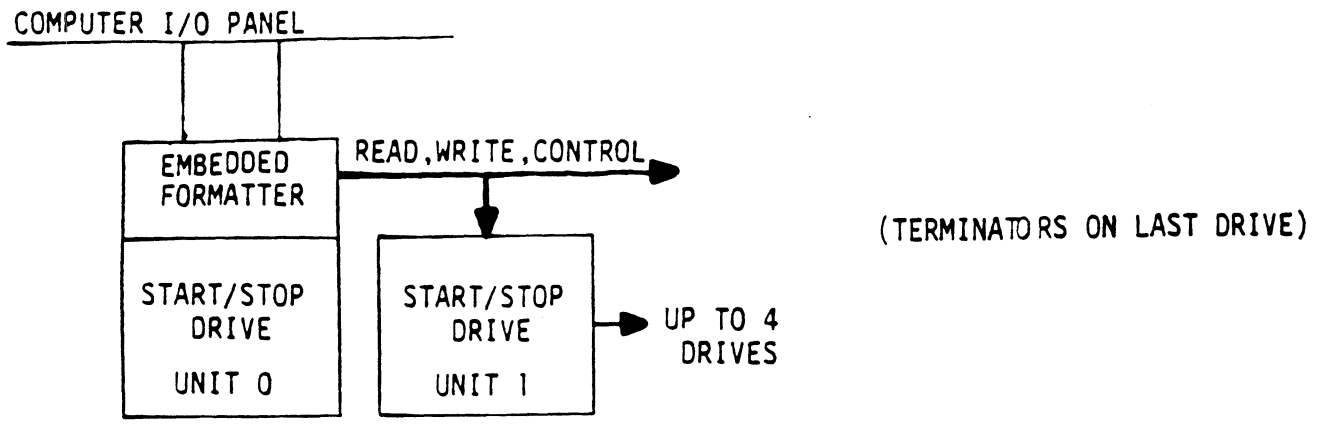 COMPUTER I/O PANEL
EMBEDDED
FORMATTER
READ,WRITE,CONTROL
(TERMINATORS ON LAST DRIVE)
START/STOP
DRIVE
UNIT 0
START/STOP
DRIVE
UNIT 1
UP TO 4
DRIVES